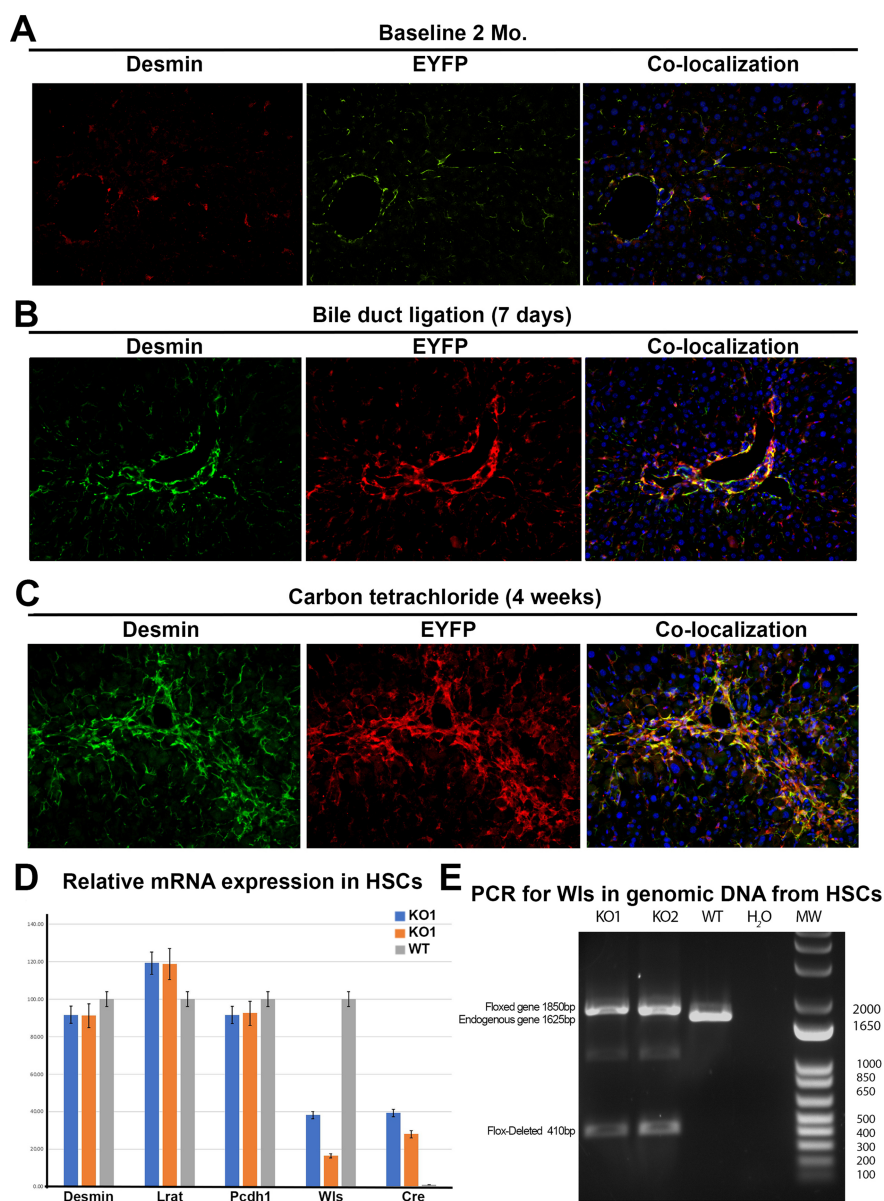 A
Baseline 2 Mo.
Desmin EYFP Co-localization
B
Bile duct ligation (7 days)
Desmin EYFP Co-localization
C
Carbon tetrachloride (4 weeks)
Desmin EYFP Co-localization
D Relative mRNA expression in HSCs
140.00
120.00
100.00
80.00
60.00
40.00
20.00
0.00
KO1
KO1
WT
Desmin Lrat Pcdh1 Wls Cre
E PCR for Wls in genomic DNA from HSCs
KO1 KO2 WT H2O MW
Floxed gene 1850bp
Endogenous gene 1625bp
Flox-Deleted 410bp
2000
1650
1000
850
650
500
400
300
200
100